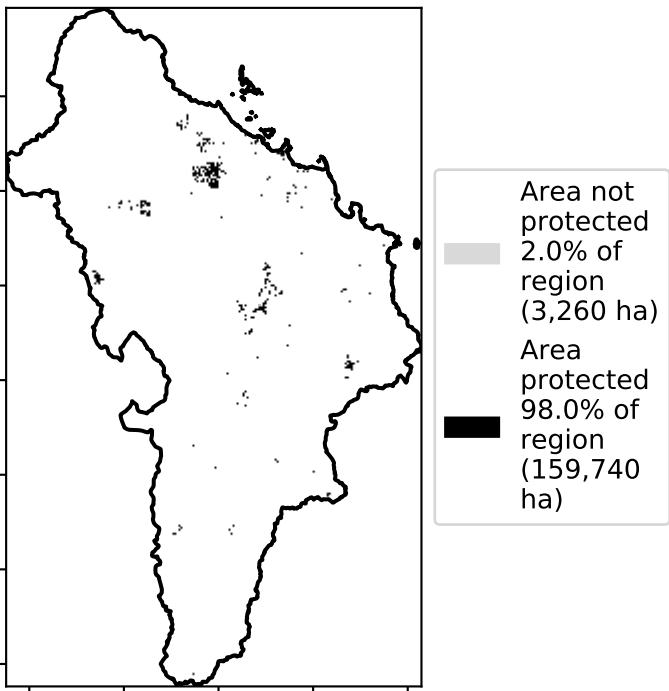 Area not
protected
2.0% of
region
(3,260 ha)
Area
protected
98.0% of
region
(159,740
ha)